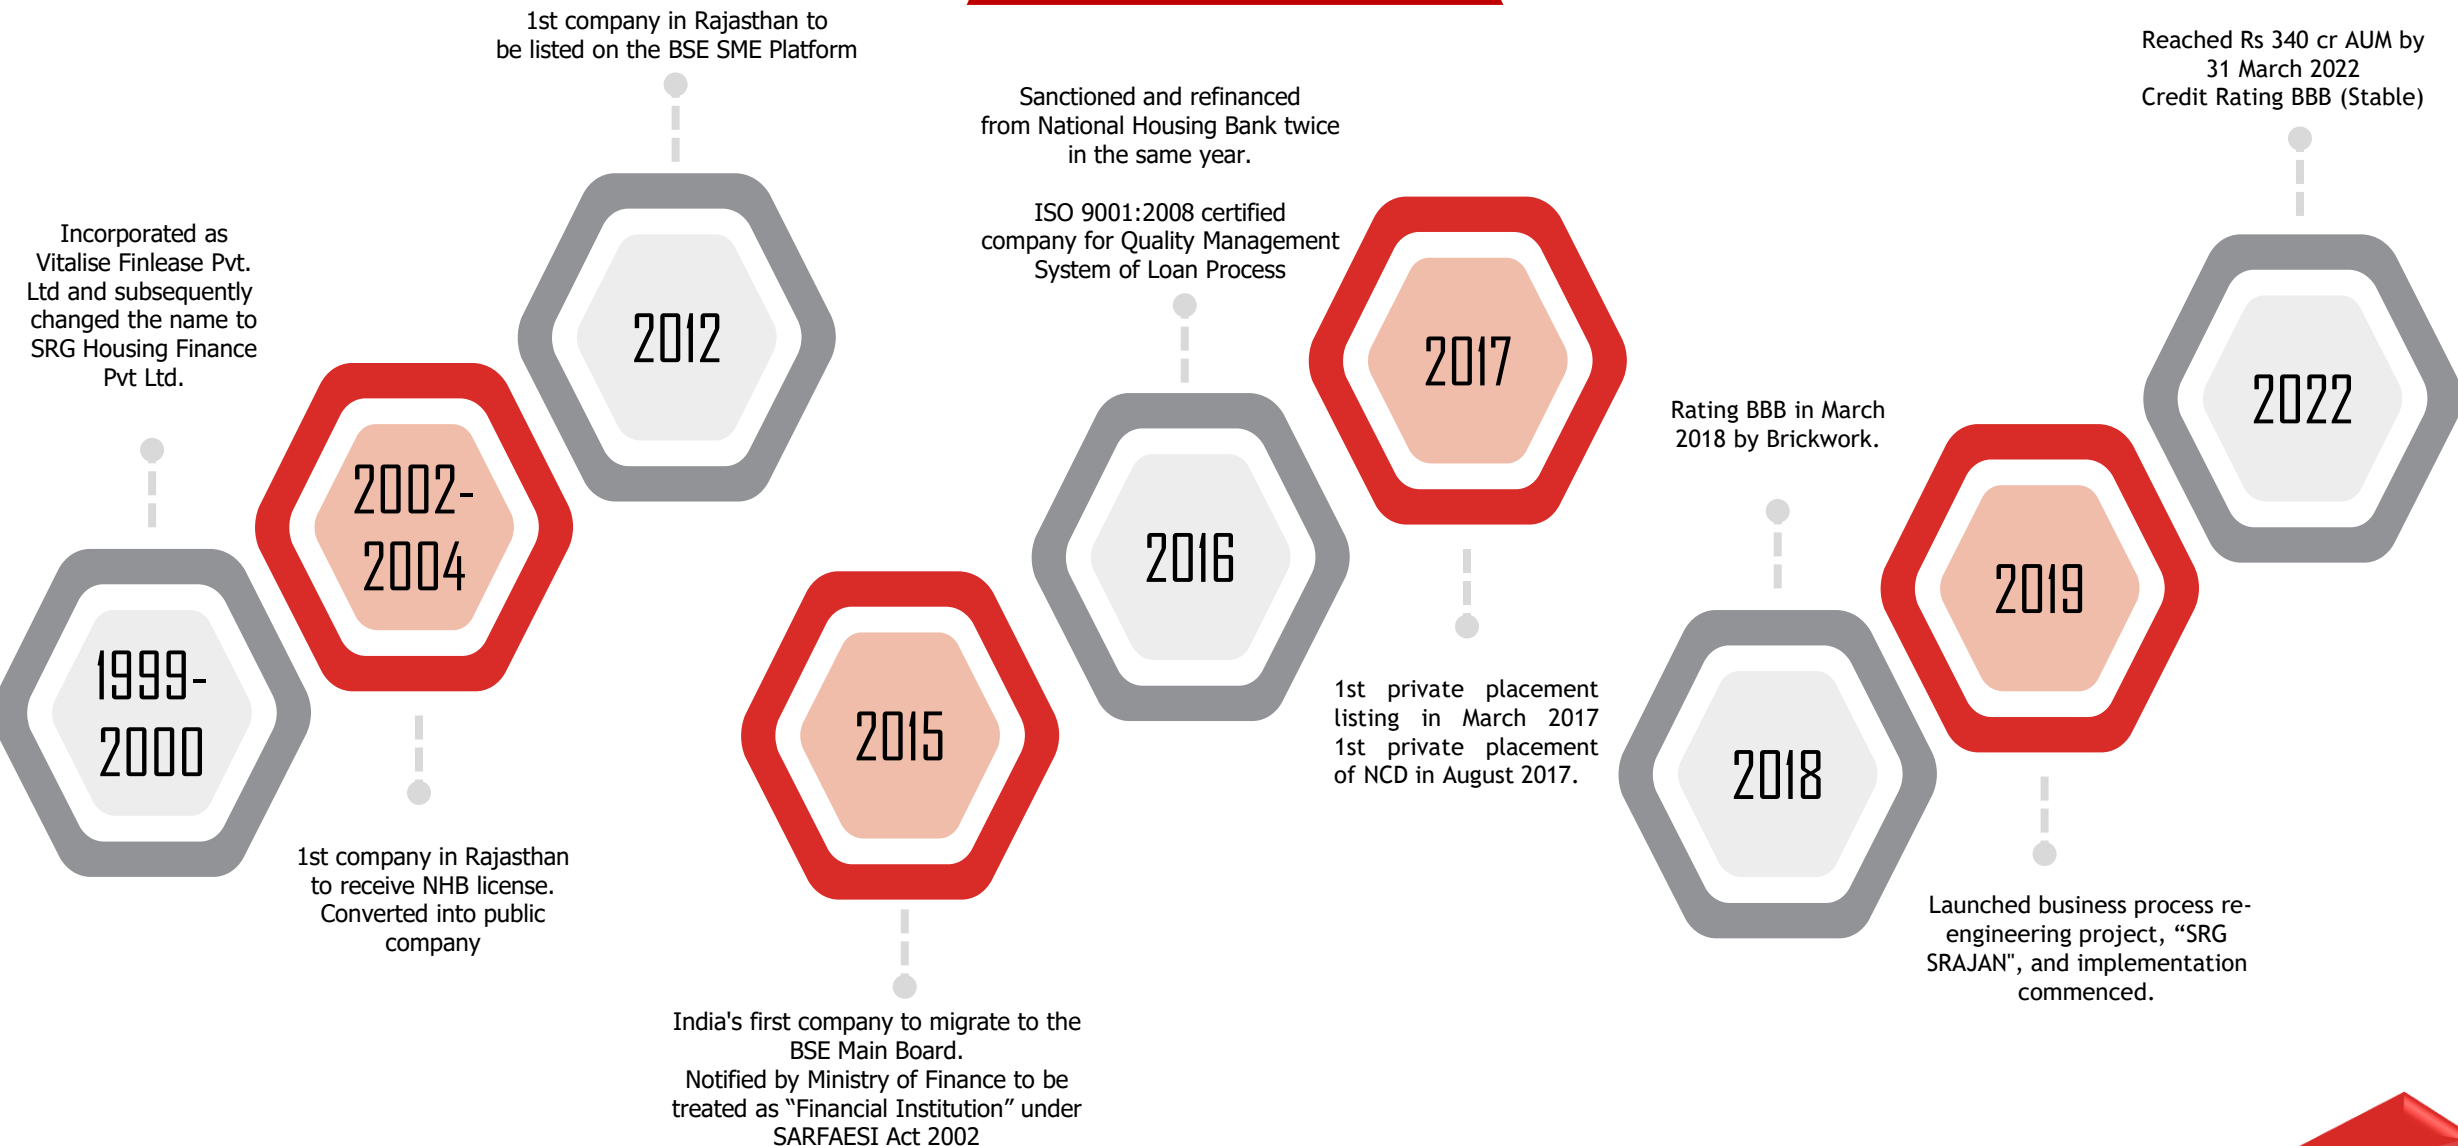 Incorporated as
Vitalise Finlease Pvt.
Ltd and subsequently
changed the name to
SRG Housing Finance
Pvt Ltd.
1999-
2000
2002-
2004
1st company in Rajasthan
to receive NHB license.
Converted into public
company
1st company in Rajasthan to
be listed on the BSE SME Platform
2012
2015
India's first company to migrate to the
BSE Main Board.
Notified by Ministry of Finance to be
treated as “Financial Institution” under
SARFAESI Act 2002
Sanctioned and refinanced
from National Housing Bank twice
in the same year.
ISO 9001:2008 certified
company for Quality Management
System of Loan Process
2016
2017
1st private placement
listing in March 2017
1st private placement
of NCD in August 2017.
Rating BBB in March
2018 by Brickwork.
2018
2019
Launched business process re-
engineering project, “SRG
SRAJAN", and implementation
commenced.
Reached Rs 340 cr AUM by
31 March 2022
Credit Rating BBB (Stable)
2022